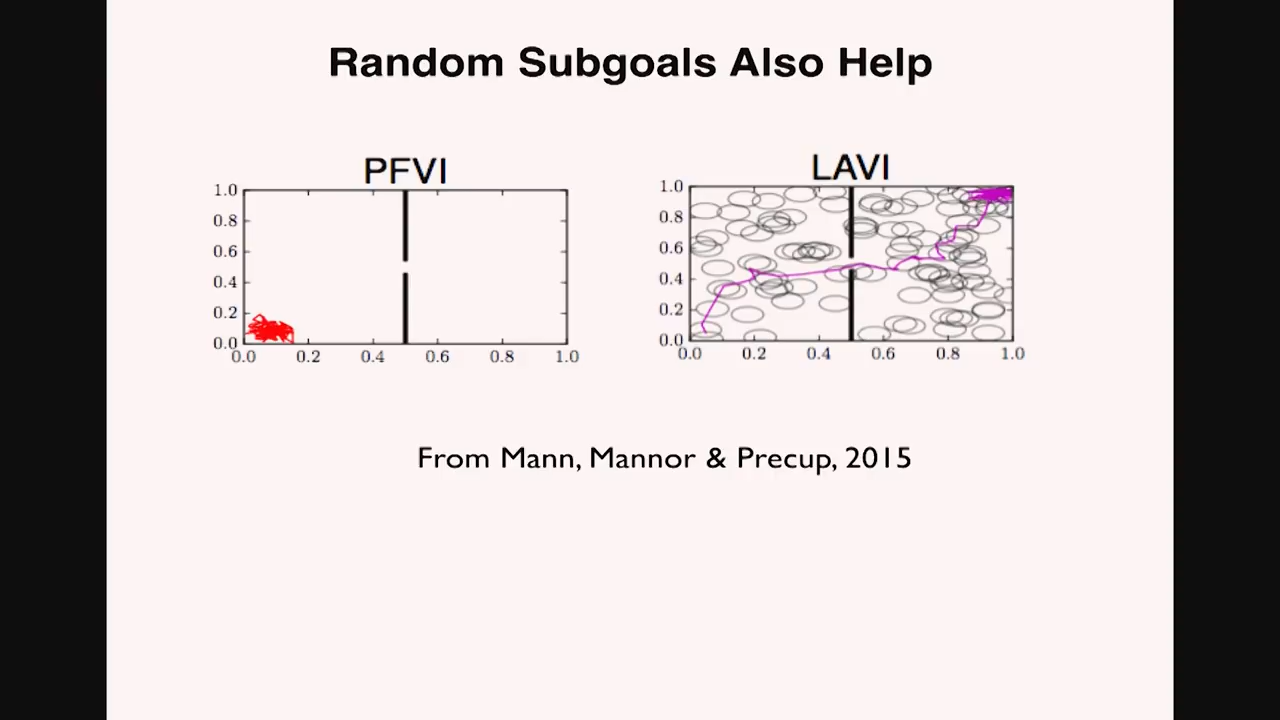 Random Subgoals Also Help
PFVI
1.0
0.8
0.6
0.4
0.2
0.0
0.0 0.2 0.4 0.6 0.8 1.0
LAVI
1.0
0.8
0.6
0.4
0.2
0.0
0.0 0.2 0.4 0.6 0.8 1.0
From Mann, Mannor & Precup, 2015